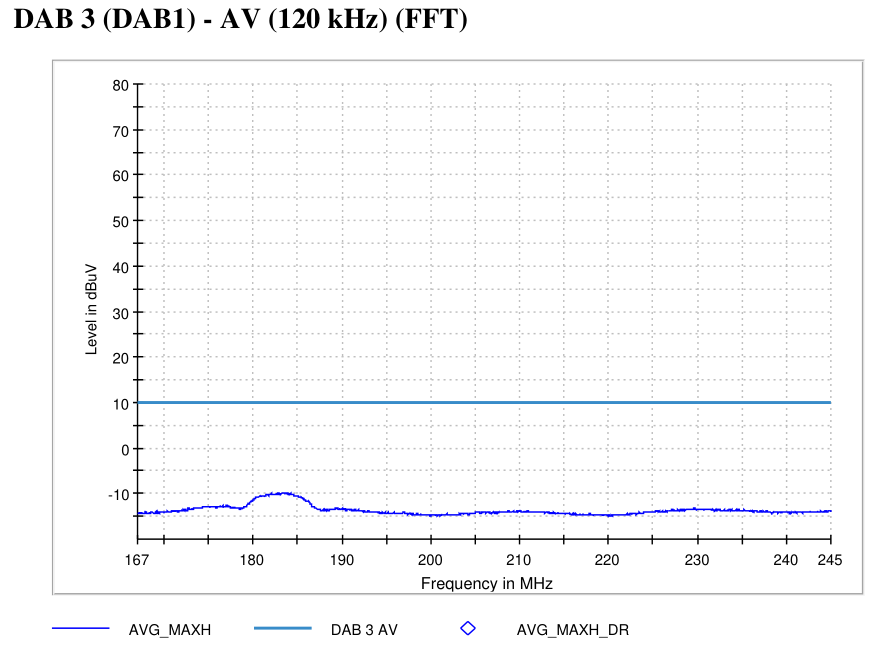 DAB 3 (DAB1) - AV (120 kHz) (FFT)
80
70
60
50
40
30
20
10
0
-10
Level in dBuV
167 180 190 200 210 220 230 240 245
Frequency in MHz
AVG_MAXH DAB 3 AV AVG_MAXH_DR